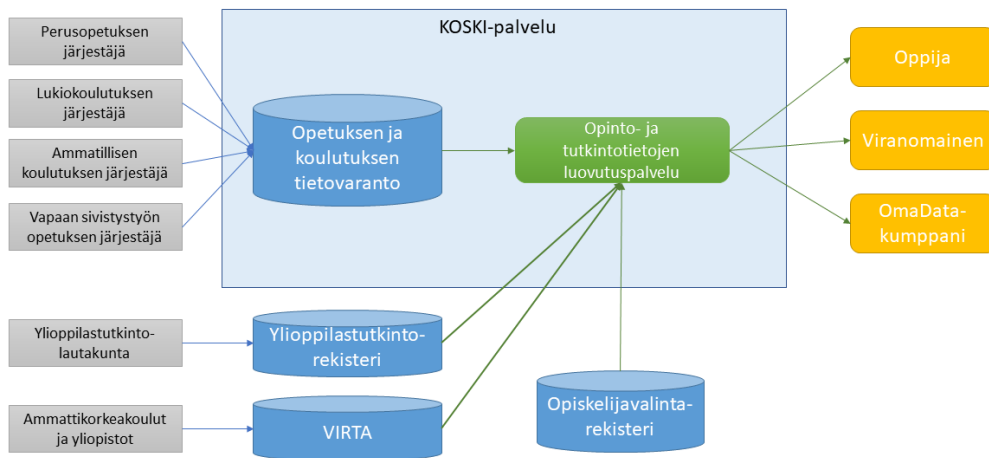 KOSKI-palvelu
Perusopetuksen
järjestäjä
Lukiokoulutuksen
järjestäjä
Ammatillisen
koulutuksen järjestäjä
Vapaan sivistystyön
opetuksen järjestäjä
Opetuksen ja
koulutuksen
tietovaranto
Opinto- ja
tutkintotietojen
luovutuspalvelu
Oppija
Viranomainen
OmaData-
kumppani
Ylioppilastutkinto-
lautakunta
Ylioppilastutkinto-
rekisteri
Ammattikorkeakoulut
ja yliopistot
VIRTA
Opiskelijavalinta-
rekisteri